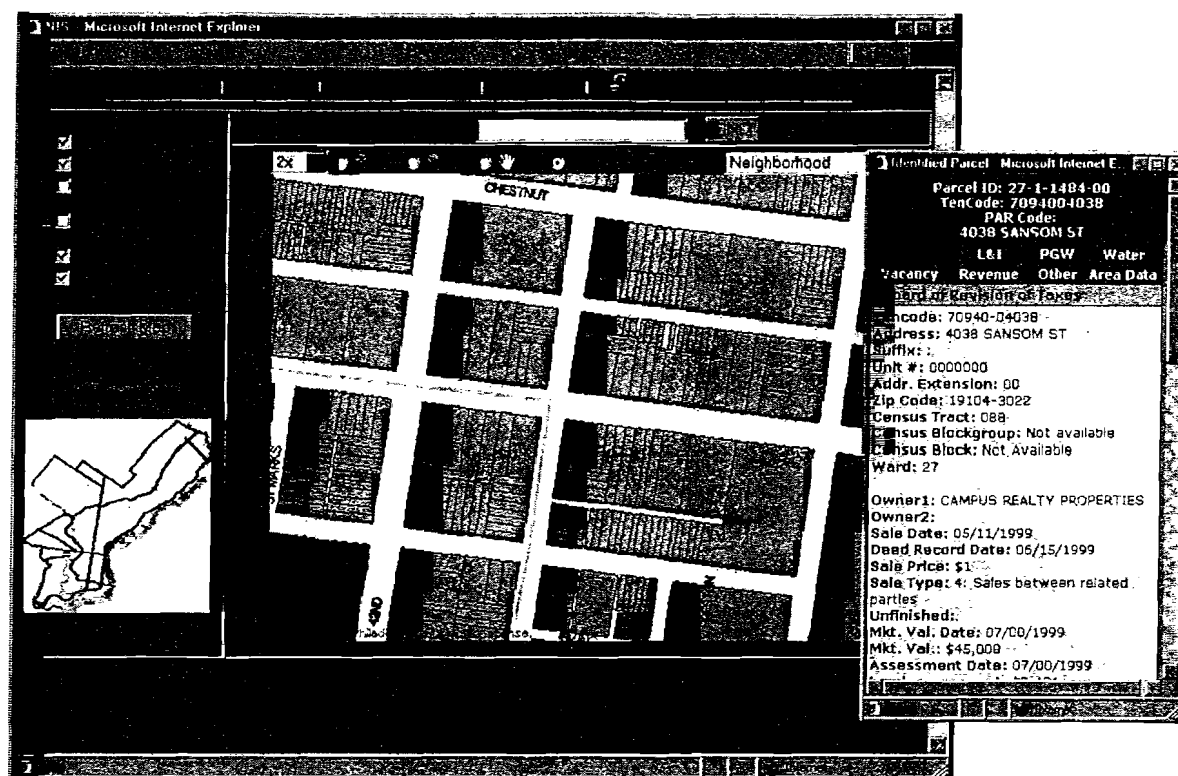 NIS - Microsoft Internet Explorer
2x
Neighborhood
CHESTNUT
Identified Parcel - Microsoft Internet E...
Parcel ID: 27-1-1484-00
TenCode: 7094004038
PAR Code:
4038 SANSOM ST
L&I PGW Water
Vacancy Revenue Other Area Data
Board of Revision of Taxes
Tencode: 70940-04038
Address: 4038 SANSOM ST
Suffix:
Unit #: 0000000
Addr. Extension: 00
Zip Code: 19104-3022
Census Tract: 088
Census Blockgroup: Not available
Census Block: Not Available
Ward: 27
Owner1: CAMPUS REALTY PROPERTIES
Owner2:
Sale Date: 05/11/1999
Deed Record Date: 06/15/1999
Sale Price: $1
Sale Type: 4: Sales between related
parties
Unfinished:
Mkt. Val. Date: 07/00/1999
Mkt. Val.: $45,000
Assessment Date: 07/00/1999